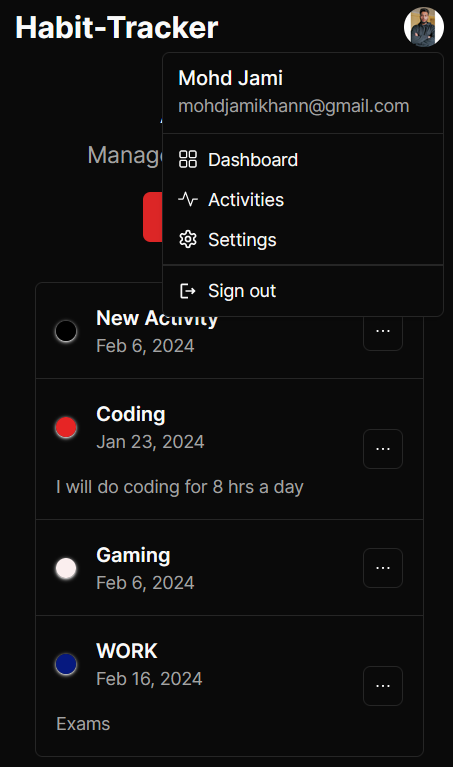 Habit-Tracker
Mohd Jami
mohdjamikhann@gmail.com
Manage
Dashboard
Activities
Settings
Sign out
New Activity
Feb 6, 2024
...
Coding
Jan 23, 2024
...
I will do coding for 8 hrs a day
Gaming
Feb 6, 2024
...
WORK
Feb 16, 2024
...
Exams